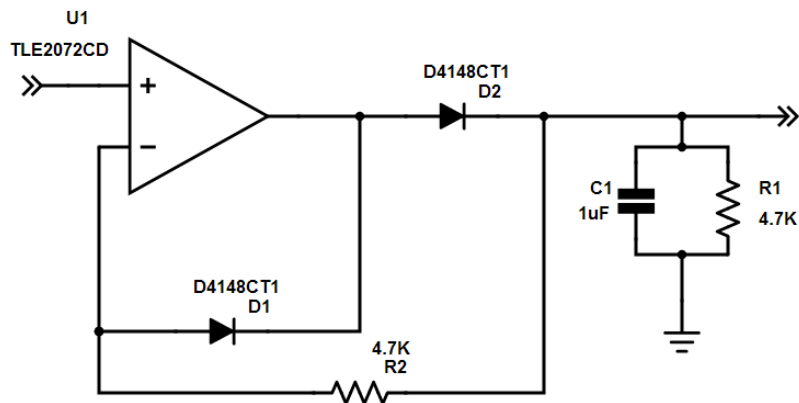 U1
TLE2072CD
+
−
D4148CT1
D2
C1
1uF
R1
4.7K
D4148CT1
D1
4.7K
R2